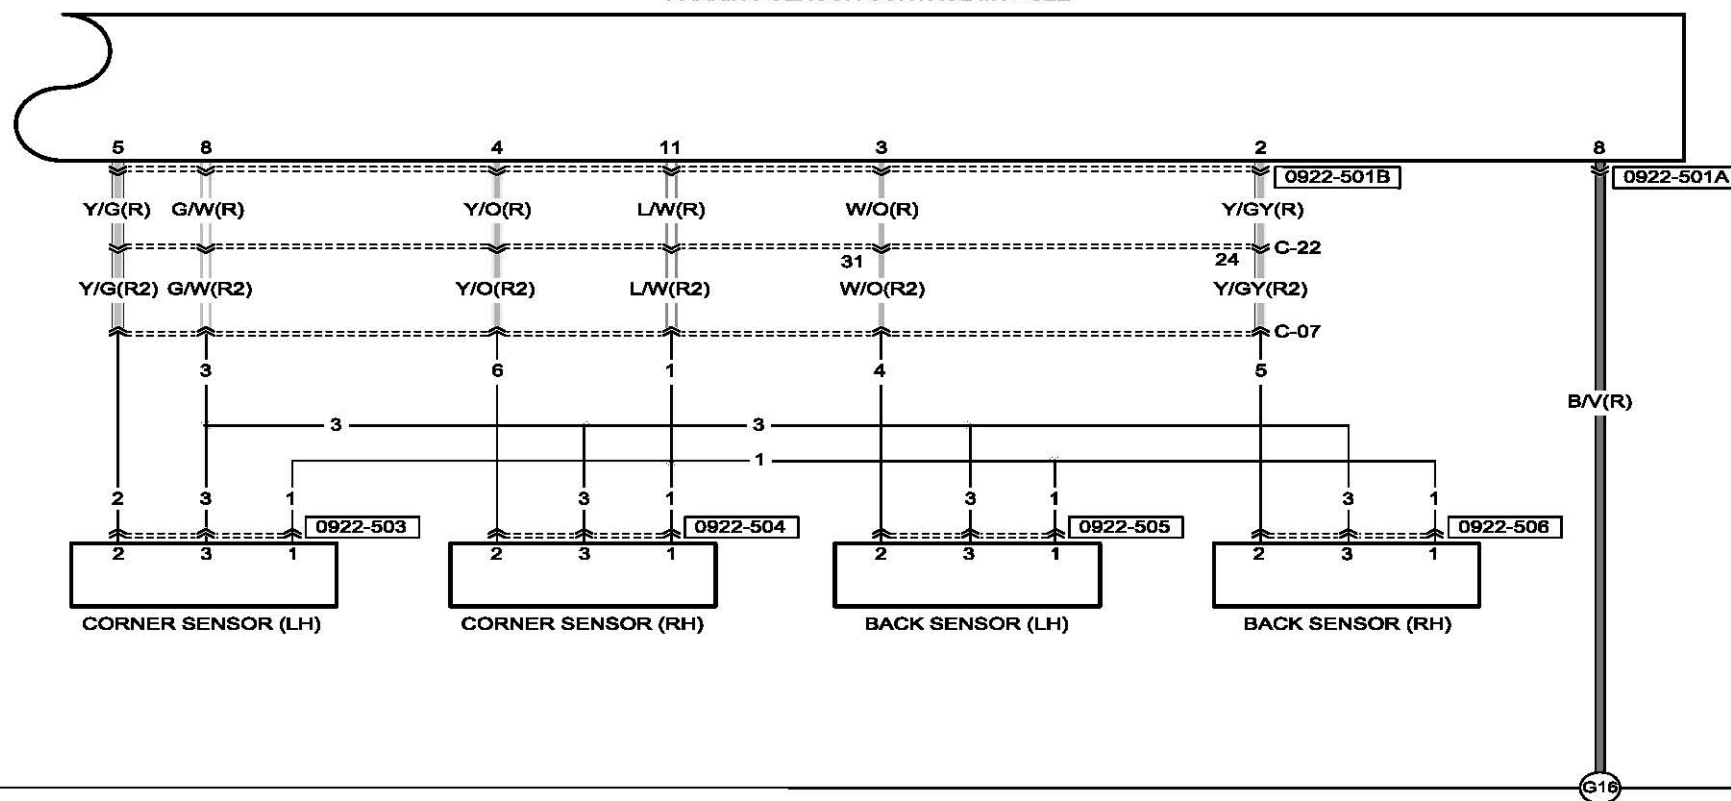 5 8 4 11 3 2 8
0922-501B 0922-501A
Y/G(R) G/W(R) Y/O(R) L/W(R) W/O(R) Y/GY(R)
C-22
31 24
Y/G(R2) G/W(R2) Y/O(R2) L/W(R2) W/O(R2) Y/GY(R2)
C-07
3 6 1 4 5
B/V(R)
3 3
1
2 3 1 3 1 3 1 3 1
0922-503 0922-504 0922-505 0922-506
2 3 1 2 3 1 2 3 1 2 3 1
CORNER SENSOR (LH) CORNER SENSOR (RH) BACK SENSOR (LH) BACK SENSOR (RH)
G16